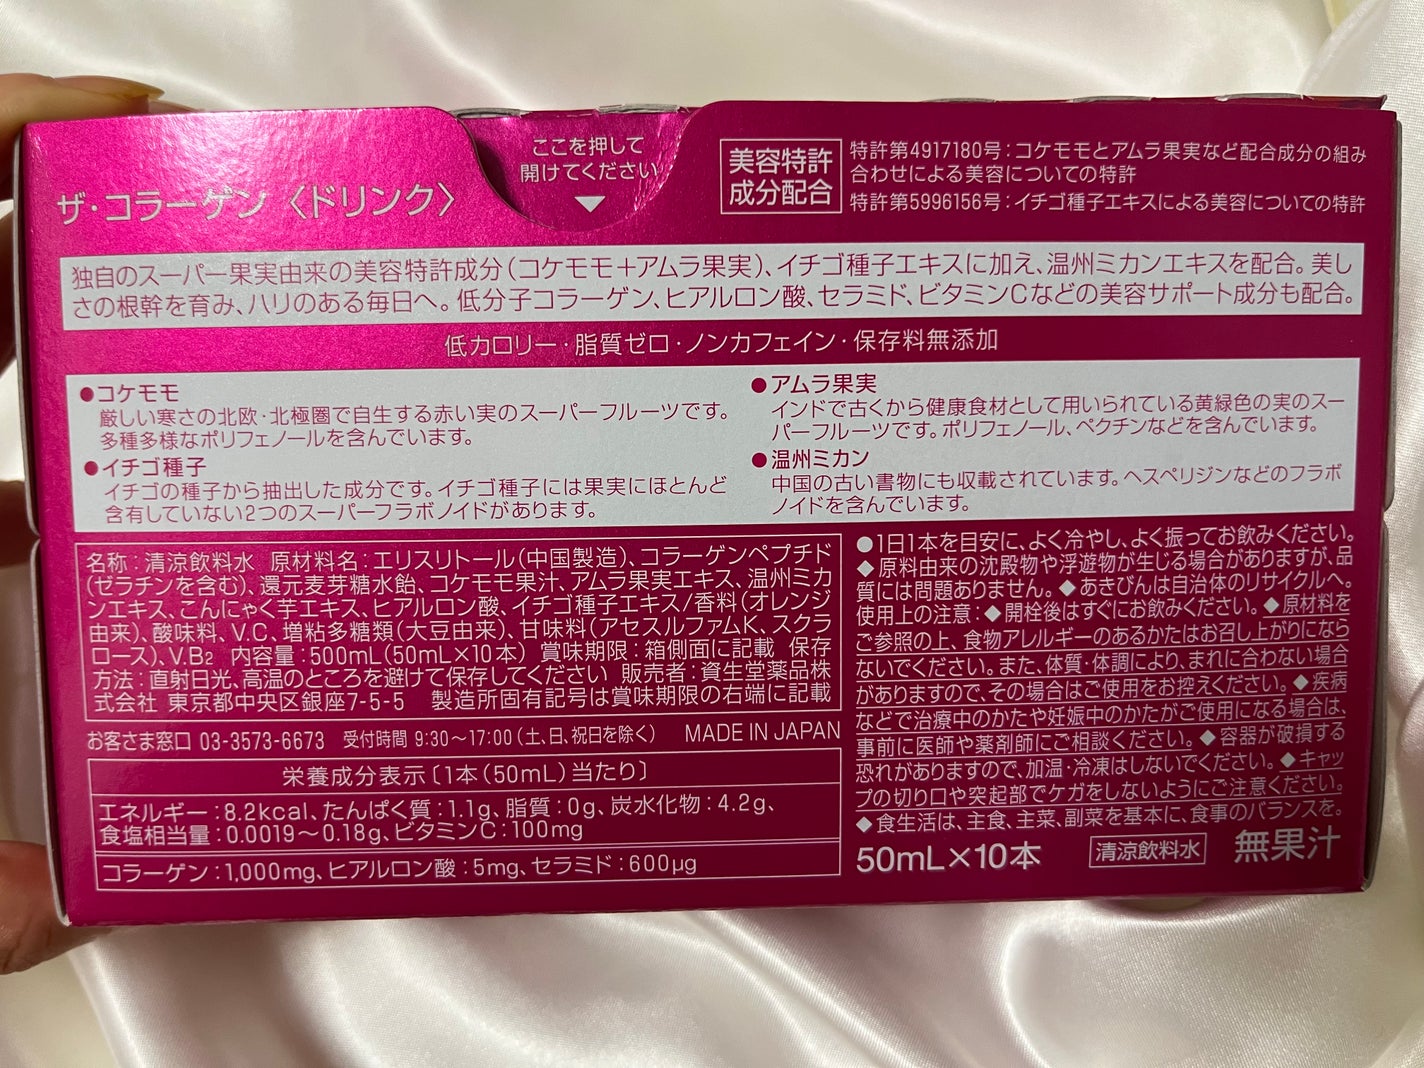 ザ・コラーゲン〈ドリンク〉
ここを押して
開けてください
美容特許
成分配合
特許第4917180号：コケモモとアムラ果実など配合成分の組み
合わせによる美容についての特許
特許第5996156号：イチゴ種子エキスによる美容についての特許
独自のスーパー果実由来の美容特許成分（コケモモ＋アムラ果実）、イチゴ種子エキスに加え、温州ミカンエキスを配合。美し
さの根幹を育み、ハリのある毎日へ。低分子コラーゲン、ヒアルロン酸、セラミド、ビタミンCなどの美容サポート成分も配合。
低カロリー・脂質ゼロ・ノンカフェイン・保存料無添加
●コケモモ
厳しい寒さの北欧・北極圏で自生する赤い実のスーパーフルーツです。
多種多様なポリフェノールを含んでいます。
●イチゴ種子
イチゴの種子から抽出した成分です。イチゴ種子には果実にほとんど
含有していない2つのスーパーフラボノイドがあります。
●アムラ果実
インドで古くから健康食材として用いられている黄緑色の実のスー
パーフルーツです。ポリフェノール、ペクチンなどを含んでいます。
●温州ミカン
中国の古い書物にも収載されています。ヘスペリジンなどのフラボ
ノイドを含んでいます。
名称：清涼飲料水　原材料名：エリスリトール（中国製造）、コラーゲンペプチド
（ゼラチンを含む）、還元麦芽糖水飴、コケモモ果汁、アムラ果実エキス、温州ミカ
ンエキス、こんにゃく芋エキス、ヒアルロン酸、イチゴ種子エキス/香料（オレンジ
由来）、酸味料、V.C、増粘多糖類（大豆由来）、甘味料（アセスルファムK、スクラ
ロース）、V.B₂　内容量：500mL（50mL×10本）　賞味期限：箱側面に記載　保存
方法：直射日光、高温のところを避けて保存してください　販売者：資生堂薬品株
式会社　東京都中央区銀座7-5-5　製造所固有記号は賞味期限の右端に記載
お客さま窓口 03-3573-6673　受付時間 9:30～17:00（土、日、祝日を除く）　MADE IN JAPAN
栄養成分表示〔1本（50mL）当たり〕
エネルギー：8.2kcal、たんぱく質：1.1g、脂質：0g、炭水化物：4.2g、
食塩相当量：0.0019～0.18g、ビタミンC：100mg
コラーゲン：1,000mg、ヒアルロン酸：5mg、セラミド：600μg
●1日1本を目安に、よく冷やし、よく振ってお飲みください。
◆原料由来の沈殿物や浮遊物が生じる場合がありますが、品
質には問題ありません。◆あきびんは自治体のリサイクルへ。
使用上の注意：◆開栓後はすぐにお飲みください。◆原材料を
ご参照の上、食物アレルギーのあるかたはお召し上がりになら
ないでください。また、体質・体調により、まれに合わない場合
がありますので、その場合はご使用をお控えください。◆疾病
などで治療中のかたや妊娠中のかたがご使用になる場合は、
事前に医師や薬剤師にご相談ください。◆容器が破損する
恐れがありますので、加温・冷凍はしないでください。◆キャッ
プの切り口や突起部でケガをしないようにご注意ください。
◆食生活は、主食、主菜、副菜を基本に、食事のバランスを。
50mL×10本　清涼飲料水　無果汁